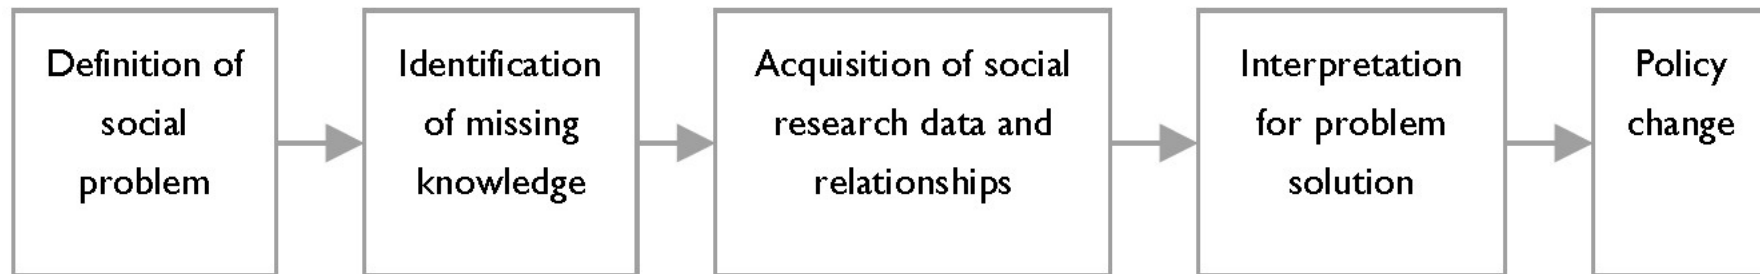 Definition of
social
problem
Identification
of missing
knowledge
Acquisition of social
research data and
relationships
Interpretation
for problem
solution
Policy
change